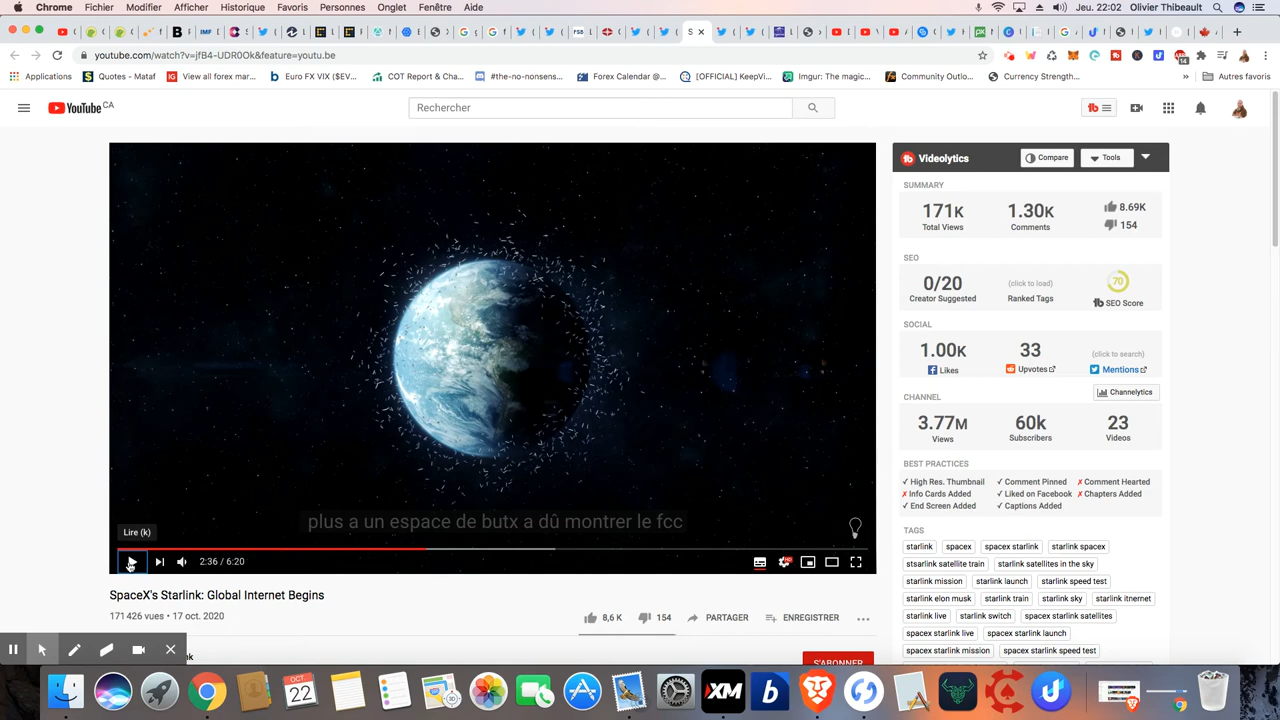 Chrome Fichier Modifier Afficher Historique Favoris Personnes Onglet Fenêtre Aide
Jeu. 22:02 Olivier Thibeault
youtube.com/watch?v=jfB4-UDR0Ok&feature=youtu.be
Applications Quotes - Mataf View all forex mar... Euro FX VIX ($EV... COT Report & Cha... #the-no-nonsens... Forex Calendar @... [OFFICIAL] KeepVi... Imgur: The magic... Community Outlo... Currency Strength... » Autres favoris
YouTube CA
Rechercher
Videolytics Compare Tools
SUMMARY
171K 1.30K 8.69K
Total Views Comments 154
SEO
0/20 (click to load) 70
Creator Suggested Ranked Tags SEO Score
SOCIAL
1.00K 33 (click to search)
Likes Upvotes Mentions
Channelytics
CHANNEL
3.77M 60k 23
Views Subscribers Videos
BEST PRACTICES
✓ High Res. Thumbnail ✓ Comment Pinned ✗ Comment Hearted
✗ Info Cards Added ✓ Liked on Facebook ✗ Chapters Added
✓ End Screen Added ✓ Captions Added
TAGS
starlink spacex spacex starlink starlink spacex
stsarlink satellite train starlink satellites in the sky
starlink mission starlink launch starlink speed test
starlink elon musk starlink train starlink sky starlink itnernet
starlink live starlink switch spacex starlink satellites
spacex starlink live spacex starlink launch
spacex starlink mission spacex starlink speed test
plus a un espace de butx a dû montrer le fcc
Lire (k)
2:36 / 6:20
SpaceX's Starlink: Global Internet Begins
171 426 vues • 17 oct. 2020
8,6 K 154 PARTAGER ENREGISTRER
S'ABONNER
OCT
22
XM
b